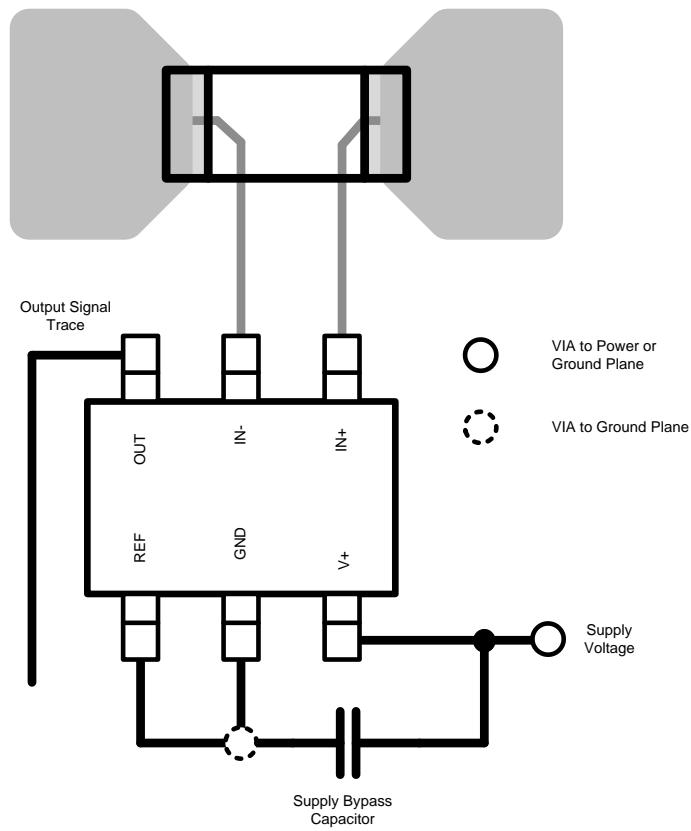 Output Signal
Trace
VIA to Power or
Ground Plane
VIA to Ground Plane
OUT
IN-
IN+
REF
GND
V+
Supply
Voltage
Supply Bypass
Capacitor